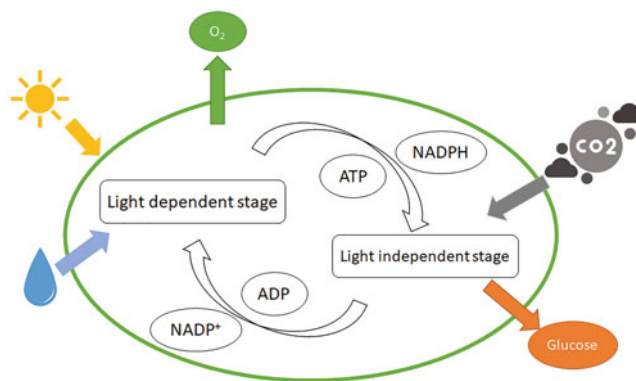 O₂
CO2
NADPH
ATP
Light dependent stage
Light independent stage
ADP
NADP⁺
Glucose